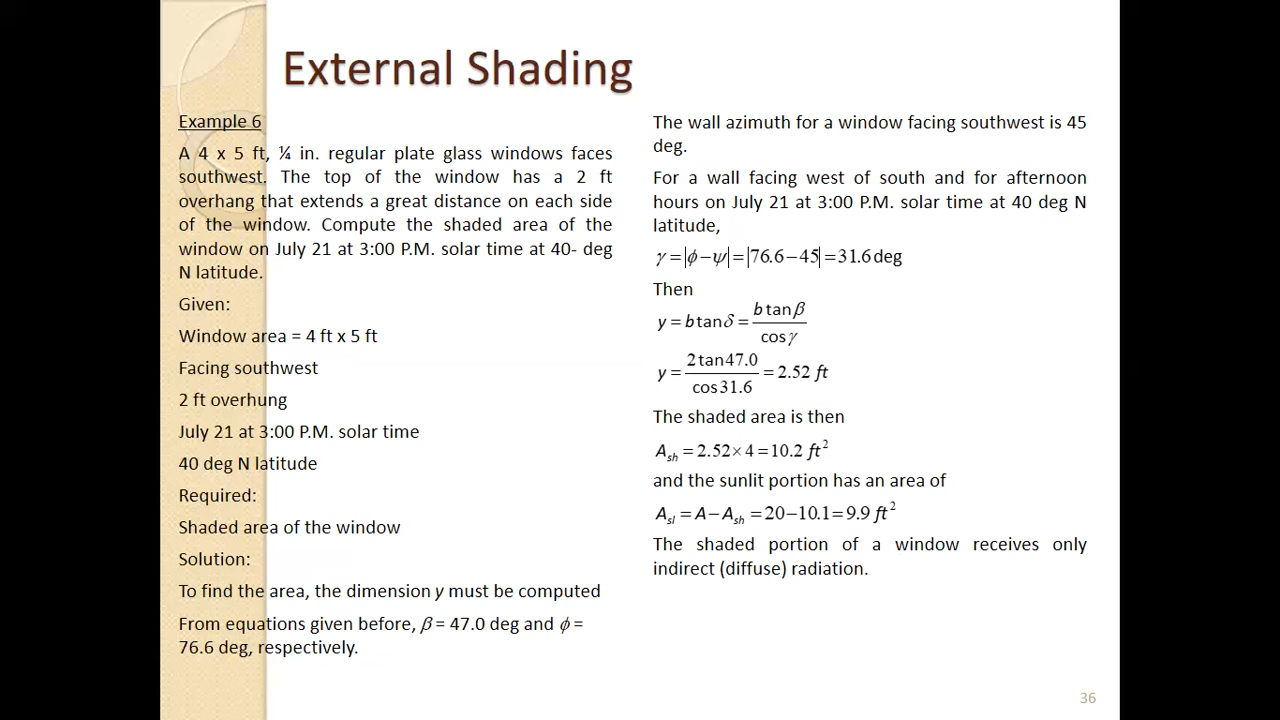 External Shading
Example 6
A 4 x 5 ft, ¼ in. regular plate glass windows faces
southwest. The top of the window has a 2 ft
overhang that extends a great distance on each side
of the window. Compute the shaded area of the
window on July 21 at 3:00 P.M. solar time at 40- deg
N latitude.
Given:
Window area = 4 ft x 5 ft
Facing southwest
2 ft overhung
July 21 at 3:00 P.M. solar time
40 deg N latitude
Required:
Shaded area of the window
Solution:
To find the area, the dimension y must be computed
From equations given before, β = 47.0 deg and ϕ =
76.6 deg, respectively.
The wall azimuth for a window facing southwest is 45
deg.
For a wall facing west of south and for afternoon
hours on July 21 at 3:00 P.M. solar time at 40 deg N
latitude,
γ = |ϕ − ψ| = |76.6 − 45| = 31.6 deg
Then
y = b tan δ = b tan β / cos γ
y = 2 tan 47.0 / cos 31.6 = 2.52 ft
The shaded area is then
A_sh = 2.52 × 4 = 10.2 ft²
and the sunlit portion has an area of
A_sl = A − A_sh = 20 − 10.1 = 9.9 ft²
The shaded portion of a window receives only
indirect (diffuse) radiation.
36